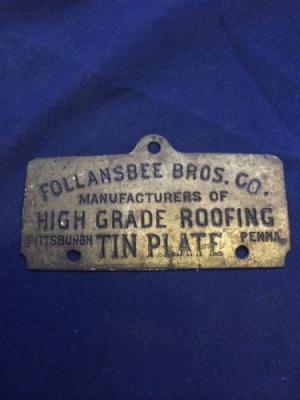 FOLLANSBEE BROS. CO.
MANUFACTURERS OF
HIGH GRADE ROOFING
PITTSBURGH TIN PLATE PENNA.